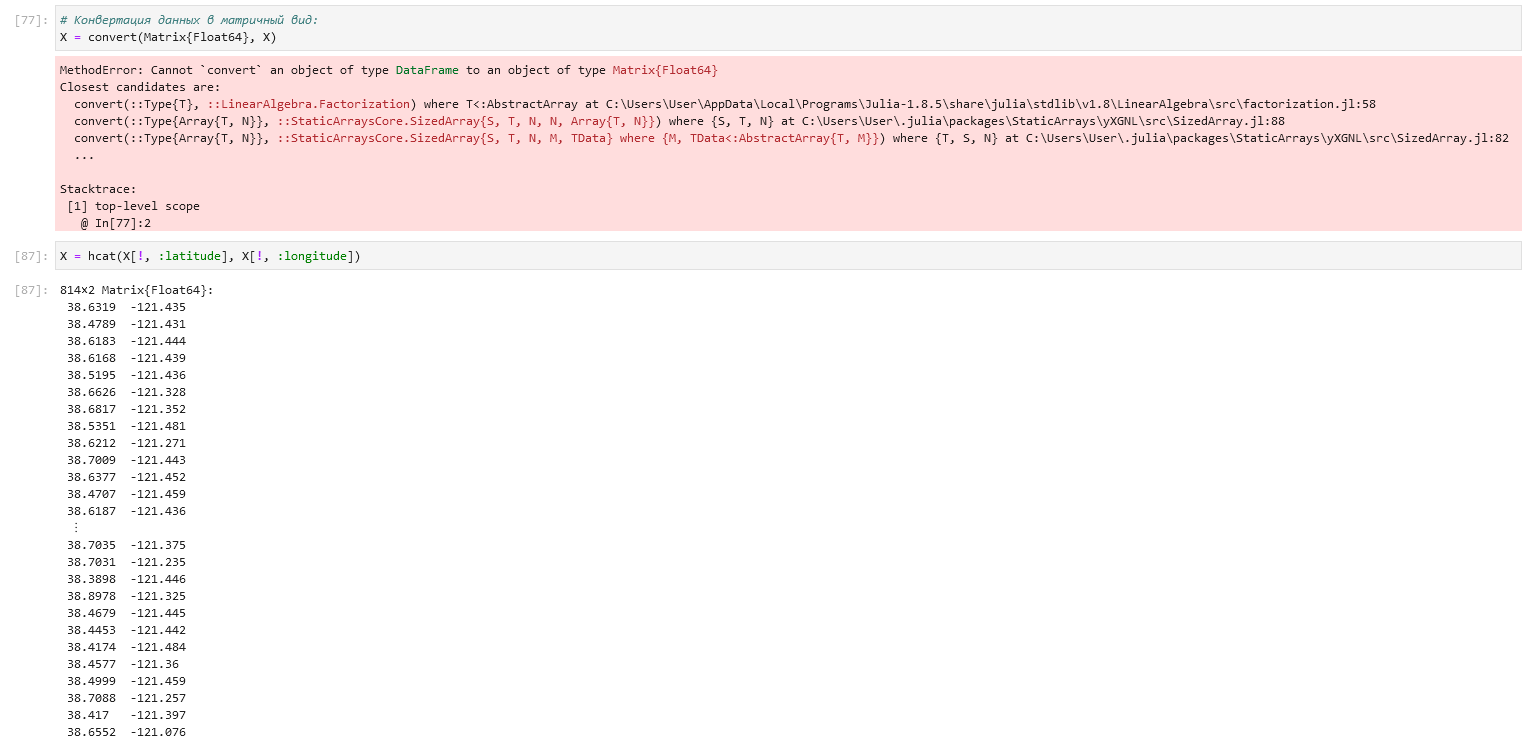 [77]: # Конвертация данных в матричный вид:
X = convert(Matrix{Float64}, X)
MethodError: Cannot `convert` an object of type DataFrame to an object of type Matrix{Float64}
Closest candidates are:
  convert(::Type{T}, ::LinearAlgebra.Factorization) where T<:AbstractArray at C:\Users\User\AppData\Local\Programs\Julia-1.8.5\share\julia\stdlib\v1.8\LinearAlgebra\src\factorization.jl:58
  convert(::Type{Array{T, N}}, ::StaticArraysCore.SizedArray{S, T, N, N, Array{T, N}}) where {S, T, N} at C:\Users\User\.julia\packages\StaticArrays\yXGNL\src\SizedArray.jl:88
  convert(::Type{Array{T, N}}, ::StaticArraysCore.SizedArray{S, T, N, M, TData} where {M, TData<:AbstractArray{T, M}}) where {T, S, N} at C:\Users\User\.julia\packages\StaticArrays\yXGNL\src\SizedArray.jl:82
  ...
Stacktrace:
 [1] top-level scope
   @ In[77]:2
[87]: X = hcat(X[!, :latitude], X[!, :longitude])
[87]: 814×2 Matrix{Float64}:
 38.6319  -121.435
 38.4789  -121.431
 38.6183  -121.444
 38.6168  -121.439
 38.5195  -121.436
 38.6626  -121.328
 38.6817  -121.352
 38.5351  -121.481
 38.6212  -121.271
 38.7009  -121.443
 38.6377  -121.452
 38.4707  -121.459
 38.6187  -121.436
  ⋮
 38.7035  -121.375
 38.7031  -121.235
 38.3898  -121.446
 38.8978  -121.325
 38.4679  -121.445
 38.4453  -121.442
 38.4174  -121.484
 38.4577  -121.36
 38.4999  -121.459
 38.7088  -121.257
 38.417   -121.397
 38.6552  -121.076